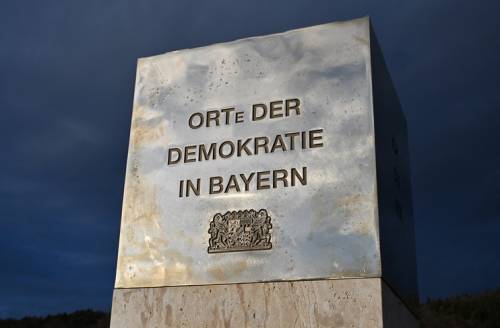 ORTE DER
DEMOKRATIE
IN BAYERN